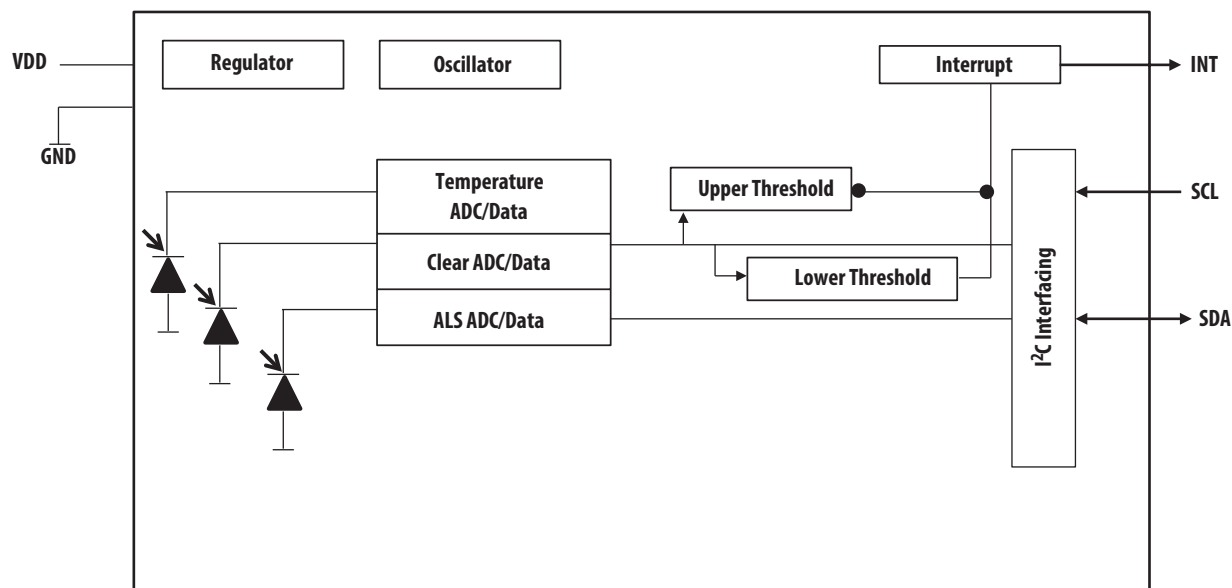 VDD
Regulator
Oscillator
Interrupt
INT
GND
Temperature
ADC/Data
Upper Threshold
SCL
Clear ADC/Data
Lower Threshold
ALS ADC/Data
I²C Interfacing
SDA